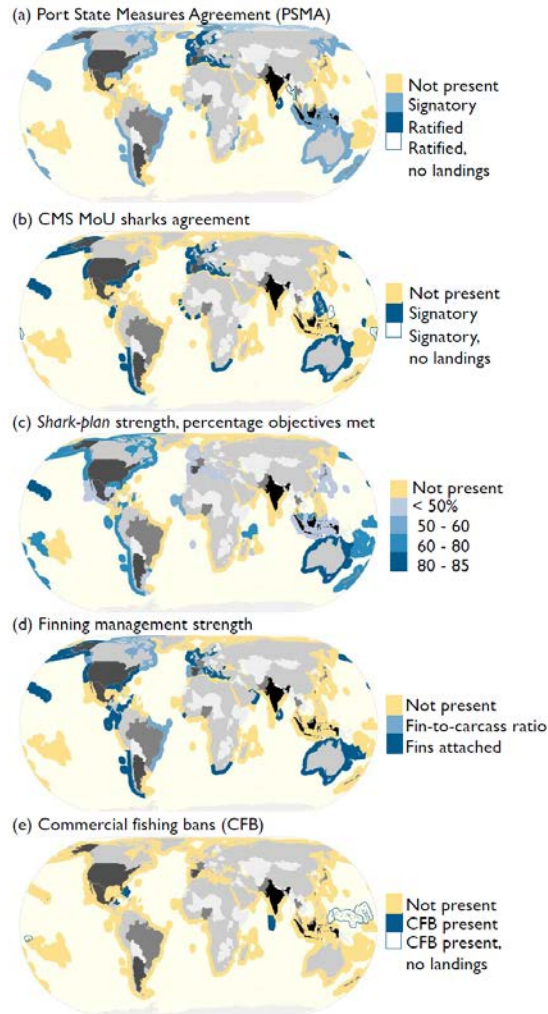 (a) Port State Measures Agreement (PSMA)
Not present
Signatory
Ratified
Ratified,
no landings
(b) CMS MoU sharks agreement
Not present
Signatory
Signatory,
no landings
(c) Shark-plan strength, percentage objectives met
Not present
< 50%
50 - 60
60 - 80
80 - 85
(d) Finning management strength
Not present
Fin-to-carcass ratio
Fins attached
(e) Commercial fishing bans (CFB)
Not present
CFB present
CFB present,
no landings